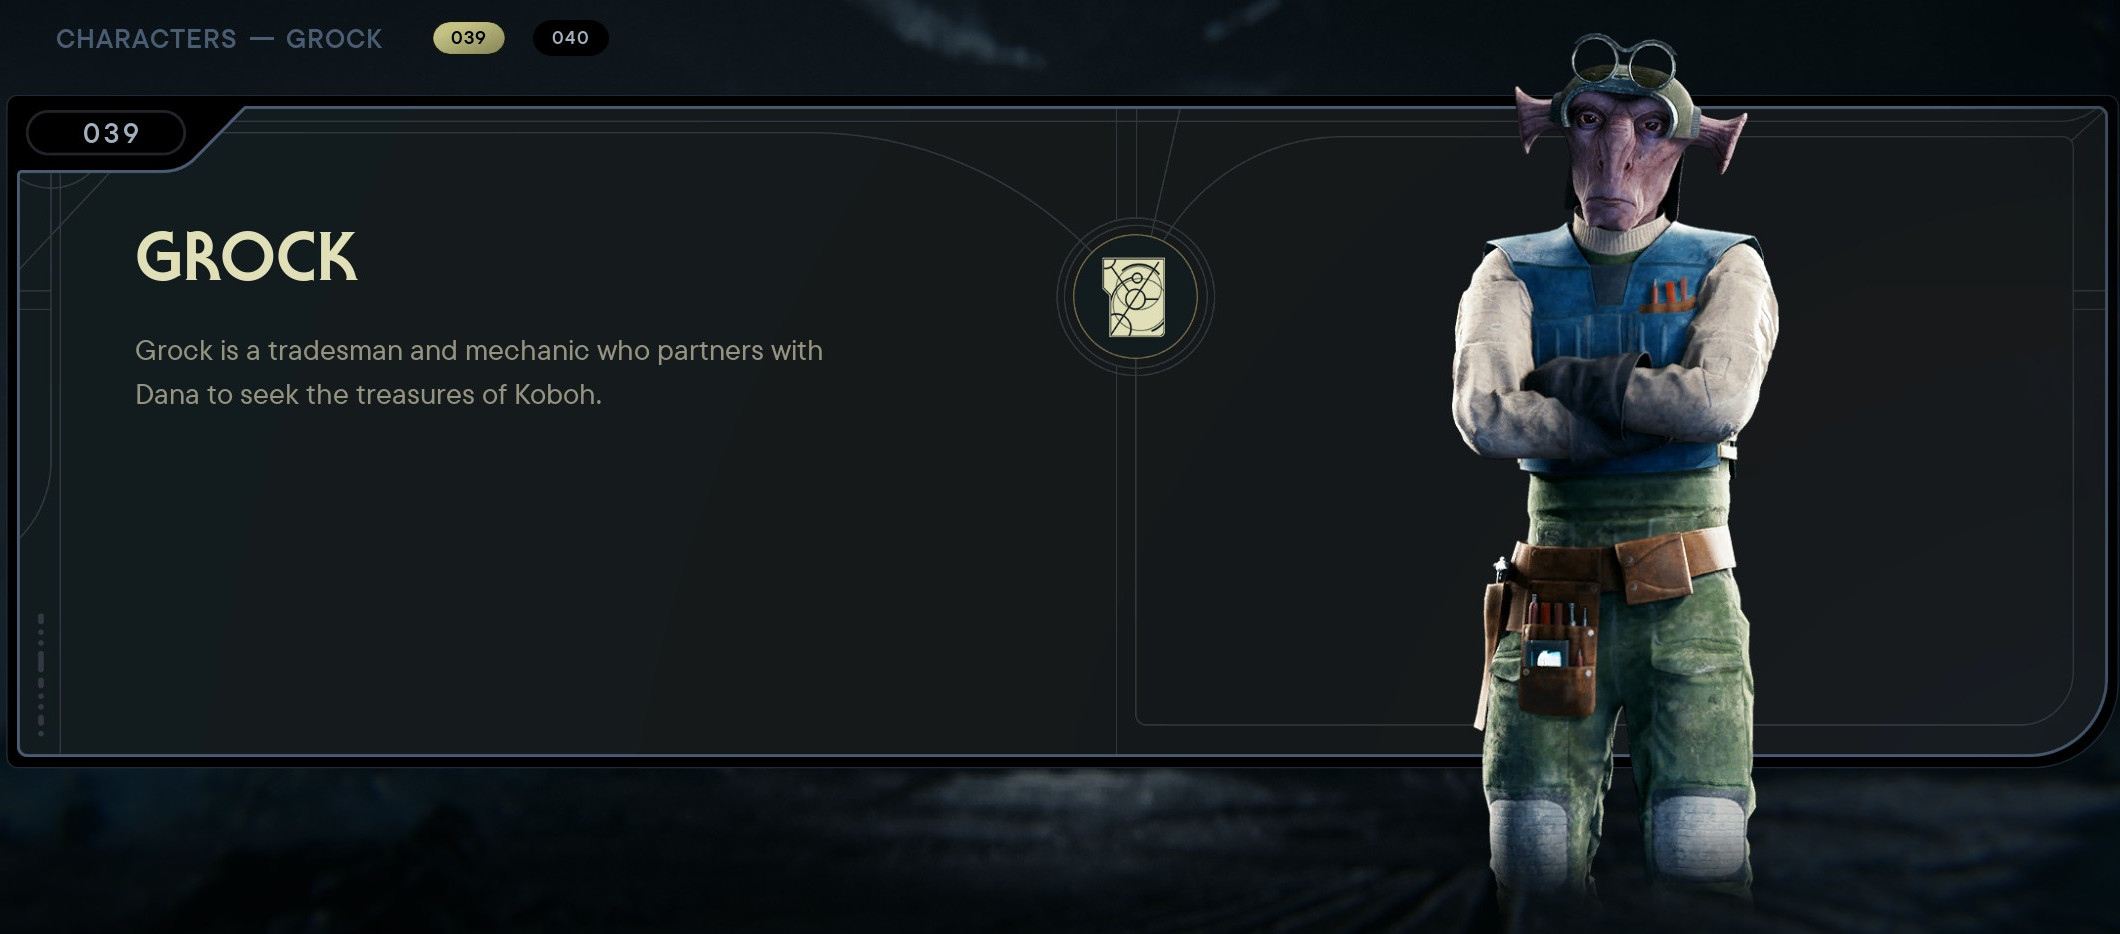 CHARACTERS — GROCK 039 040
039
GROCK
Grock is a tradesman and mechanic who partners with
Dana to seek the treasures of Koboh.